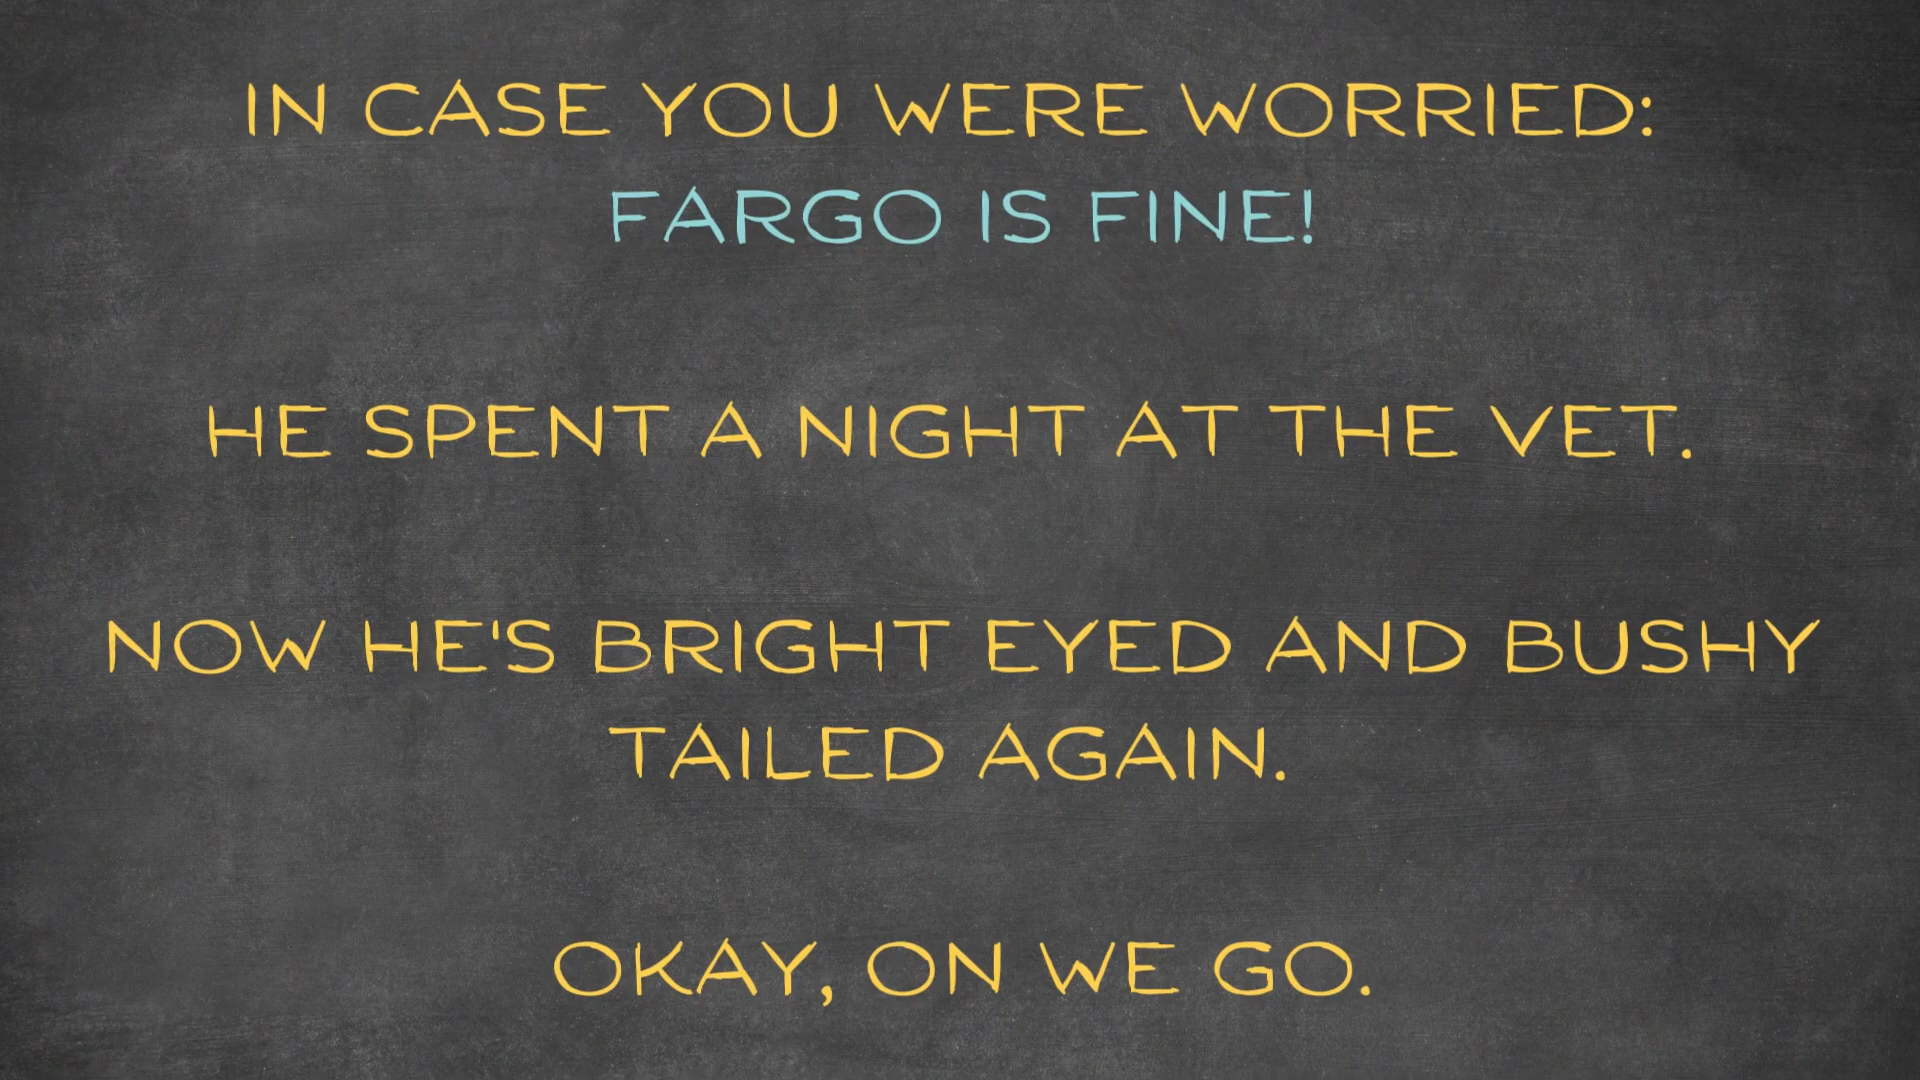 IN CASE YOU WERE WORRIED:
FARGO IS FINE!
HE SPENT A NIGHT AT THE VET.
NOW HE'S BRIGHT EYED AND BUSHY
TAILED AGAIN.
OKAY, ON WE GO.